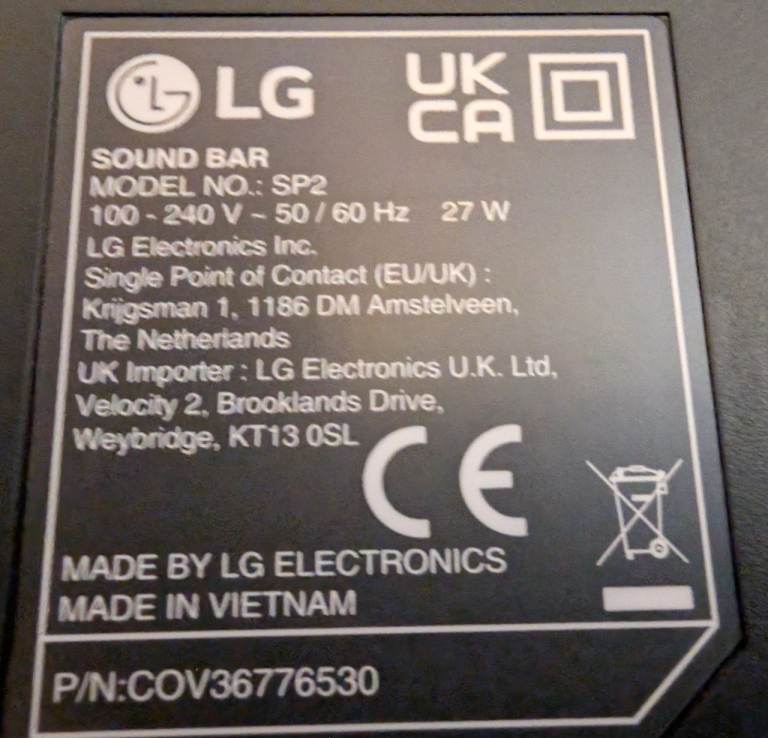 LG
UK
CA
SOUND BAR
MODEL NO.: SP2
100 - 240 V ~ 50 / 60 Hz 27 W
LG Electronics Inc.
Single Point of Contact (EU/UK) :
Krijgsman 1, 1186 DM Amstelveen,
The Netherlands
UK Importer : LG Electronics U.K. Ltd,
Velocity 2, Brooklands Drive,
Weybridge, KT13 0SL
CE
MADE BY LG ELECTRONICS
MADE IN VIETNAM
P/N:COV36776530